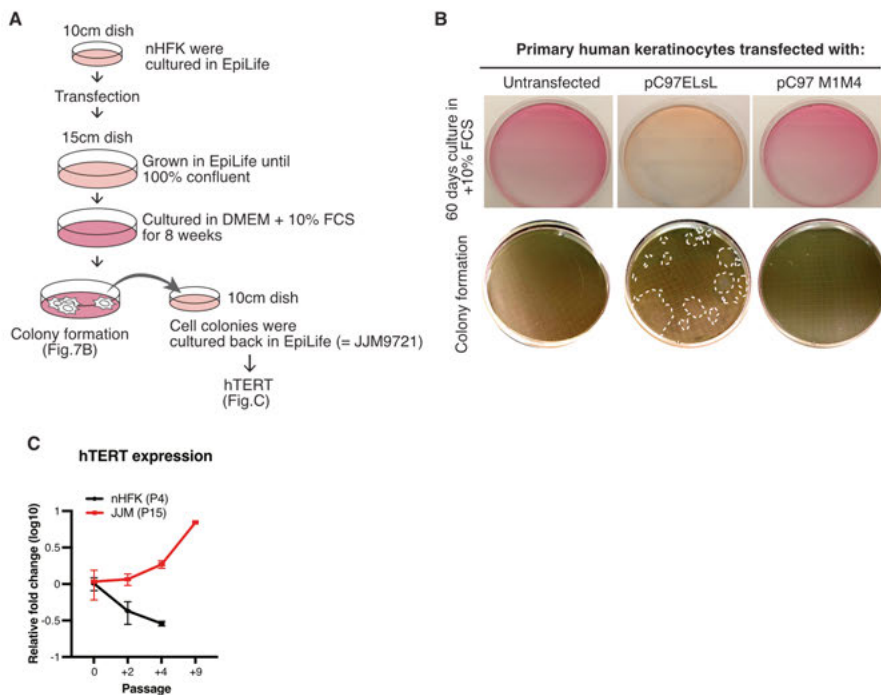 A
10cm dish
nHFK were
cultured in EpiLife
Transfection
15cm dish
Grown in EpiLife until
100% confluent
Cultured in DMEM + 10% FCS
for 8 weeks
10cm dish
Colony formation
(Fig.7B)
Cell colonies were
cultured back in EpiLife (= JJM9721)
hTERT
(Fig.C)
B
Primary human keratinocytes transfected with:
Untransfected pC97ELsL pC97 M1M4
60 days culture in
+10% FCS
Colony formation
C
hTERT expression
nHFK (P4)
JJM (P15)
Relative fold change (log10)
1
0.5
0
-0.5
-1
0 +2 +4 +9
Passage